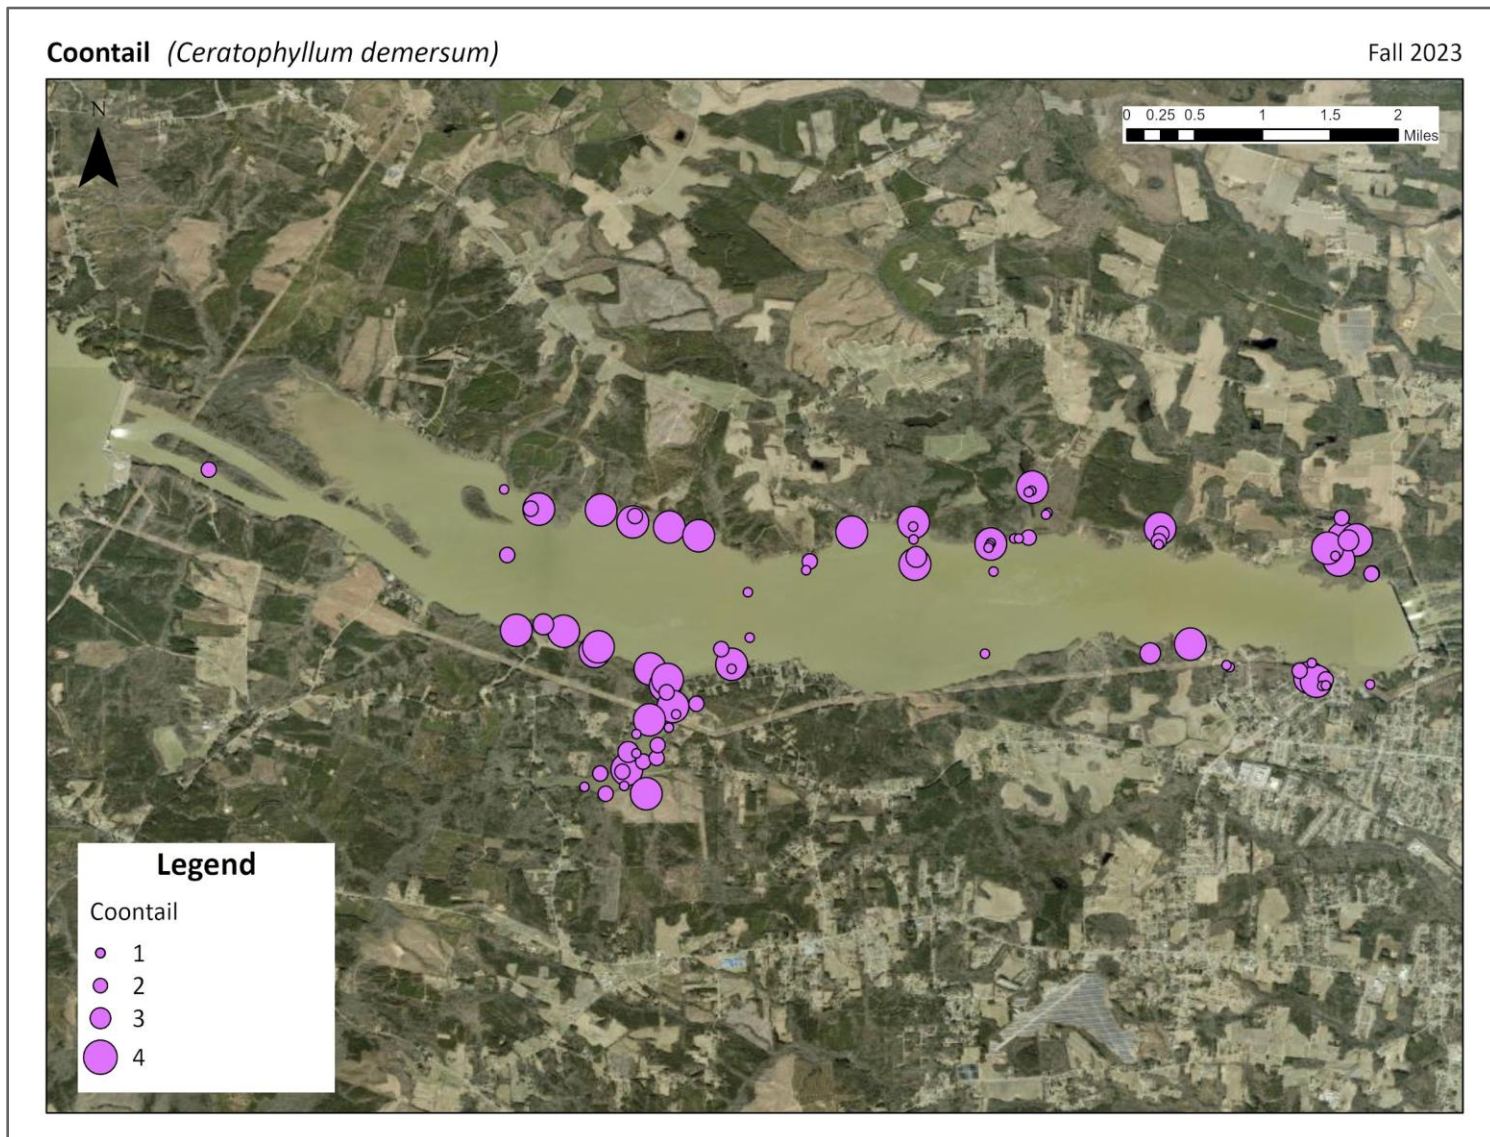 Coontail (Ceratophyllum demersum) Fall 2023
N
0 0.25 0.5 1 1.5 2
Miles
Legend
Coontail
1
2
3
4